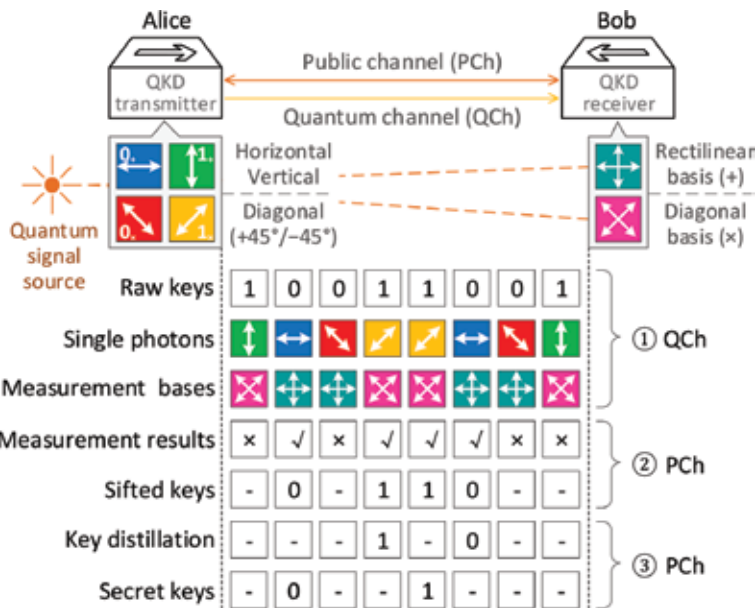 Alice
Bob
Public channel (PCh)
QKD
transmitter
QKD
receiver
Quantum channel (QCh)
0. 1.
Horizontal
Vertical
Rectilinear
basis (+)
0. 1.
Diagonal
(+45°/−45°)
Diagonal
basis (×)
Quantum
signal
source
Raw keys 1 0 0 1 1 0 0 1
Single photons
① QCh
Measurement bases
Measurement results × √ × √ √ √ × ×
② PCh
Sifted keys - 0 - 1 1 0 - -
Key distillation - - - 1 - 0 - -
③ PCh
Secret keys - 0 - - 1 - - -